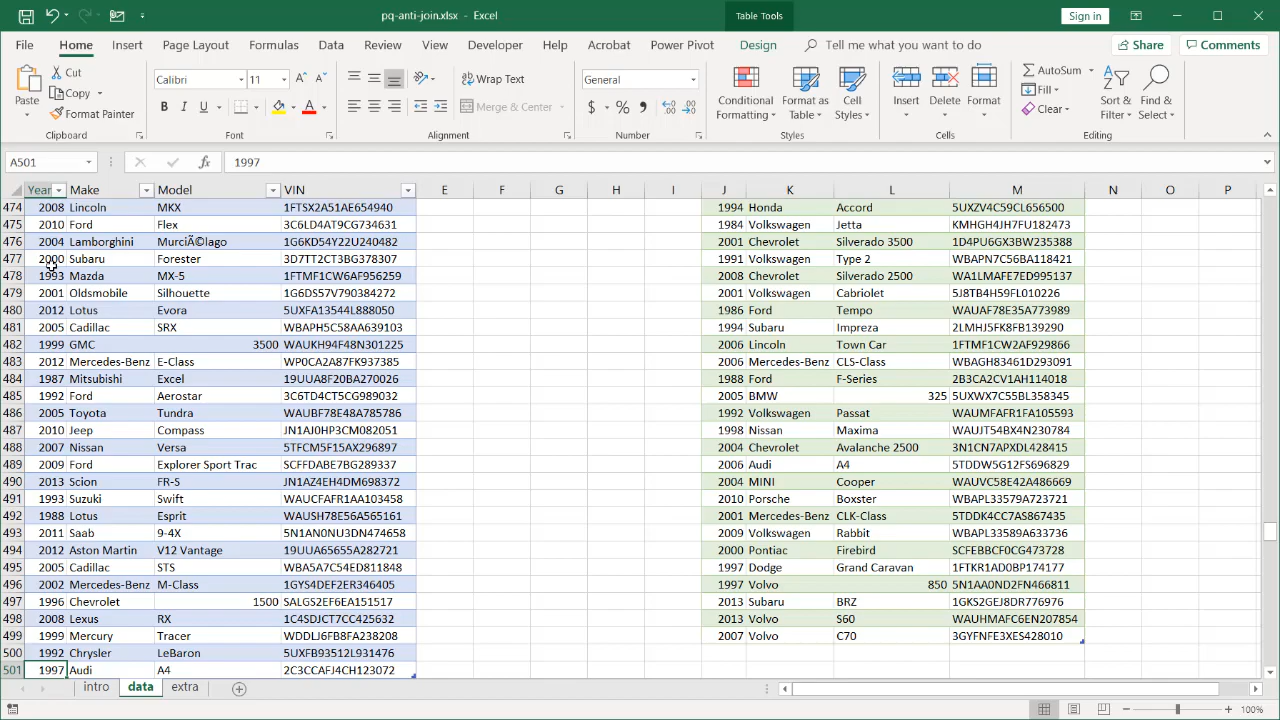 pq-anti-join.xlsx - Excel
Table Tools
Sign in
File Home Insert Page Layout Formulas Data Review View Developer Help Acrobat Power Pivot Design Tell me what you want to do Share Comments
Paste
Cut
Copy
Format Painter
Calibri 11
B I U
Wrap Text
Merge & Center
General
$ % ,
Conditional Formatting
Format as Table
Cell Styles
Insert Delete Format
AutoSum
Fill
Clear
Sort & Filter
Find & Select
Clipboard Font Alignment Number Styles Cells Editing
A501 fx 1997
Year Make Model VIN E F G H I J K L M N O P
474 2008 Lincoln MKX 1FTSX2A51AE654940 1994 Honda Accord 5UXZV4C59CL656500
475 2010 Ford Flex 3C6LD4AT9CG734631 1984 Volkswagen Jetta KMHGH4JH7FU182473
476 2004 Lamborghini MurciÃ©lago 1G6KD54Y22U240482 2001 Chevrolet Silverado 3500 1D4PU6GX3BW235388
477 2000 Subaru Forester 3D7TT2CT3BG378307 1991 Volkswagen Type 2 WBAPN7C56BA118421
478 1993 Mazda MX-5 1FTMF1CW6AF956259 2008 Chevrolet Silverado 2500 WA1LMAFE7ED995137
479 2001 Oldsmobile Silhouette 1G6DS57V790384272 2001 Volkswagen Cabriolet 5J8TB4H59FL010226
480 2012 Lotus Evora 5UXFA13544L888350 1986 Ford Tempo WAUAF78E35A773989
481 2005 Cadillac SRX WBAPH5C58AA639103 1994 Subaru Impreza 2LMHJ5FK8FB139290
482 1999 GMC 3500 WAUKH94F48N301225 2006 Lincoln Town Car 1FTMF1CW2AF929866
483 2012 Mercedes-Benz E-Class WP0CA2A87FK937385 2006 Mercedes-Benz CLS-Class WBAGH83461D293091
484 1987 Mitsubishi Excel 19UUA8F20BA270026 1988 Ford F-Series 2B3CA2CV1AH114018
485 1992 Ford Aerostar 3C6TD4CT5CG989032 2005 BMW 325 5UXWX7C55BL358345
486 2005 Toyota Tundra WAUBF78E48A785786 1992 Volkswagen Passat WAUMFAFR1FA105593
487 2010 Jeep Compass JN1AJ0HP3CM082051 1998 Nissan Maxima WAUJT54BX4N230784
488 2007 Nissan Versa 5TFCM5F15AX296897 2004 Chevrolet Avalanche 2500 3N1CN7APXDL428415
489 2009 Ford Explorer Sport Trac SCFFDABE7BG289337 2006 Audi A4 5TDDW5G12FS696829
490 2013 Scion FR-S JN1DV6AP4CM698372 2004 MINI Cooper WAUVC58E42A486669
491 1993 Suzuki Swift WAUCFAFR1AA103458 2010 Porsche Boxster WBAPL33579A723721
492 1988 Lotus Esprit WAUSH78E56A565161 2001 Mercedes-Benz CLK-Class 5TDDK4CC7AS867435
493 2011 Saab 9-4X 5N1AN0NU3DN474658 2009 Volkswagen Rabbit WBAPL33589A633736
494 2012 Aston Martin V12 Vantage 19UUA65655A282721 2000 Pontiac Firebird SCFEBBCF0CG473728
495 2005 Cadillac STS WBA5A7C54ED811848 1997 Dodge Grand Caravan 1FTKR1AD0BP174177
496 2002 Mercedes-Benz M-Class 1GYS4DEF2ER346405 1997 Volvo 850 5N1AA0ND2FN466811
497 1996 Chevrolet 1500 SALGS2EF6EA151517 2013 Subaru BRZ 1GKS2GEJ8DR776976
498 2008 Lexus RX 1C4SDJCT7CC425632 2013 Volvo S60 WAUHMAFC6EN207854
499 1999 Mercury Tracer WDDLJ6FB8FA238208 2007 Volvo C70 3GYFNFE3XES428010
500 1992 Chrysler LeBaron 5UXFB93512L931476
501 1997 Audi A4 2C3CCAFJ4CH123072
intro data extra
100%